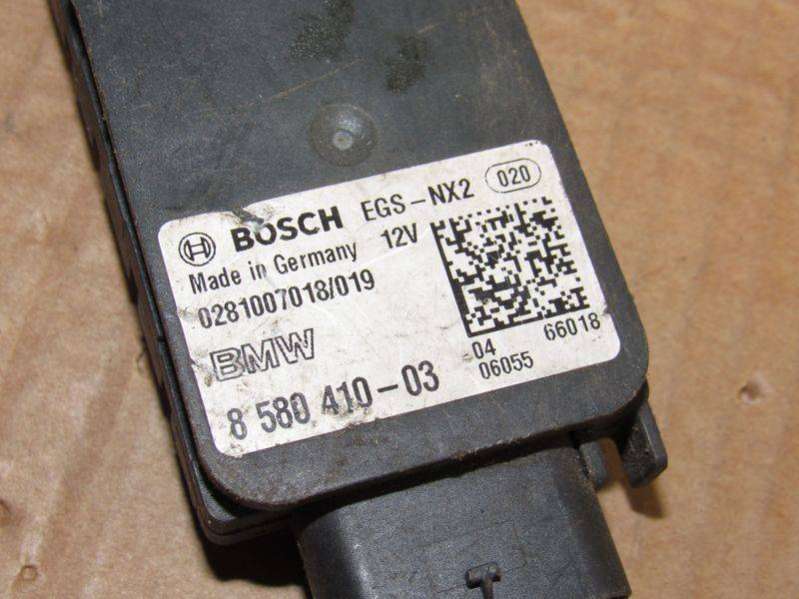 BOSCH EGS-NX2 020
Made in Germany 12V
0281007018/019
BMW
04 66018
06055
8 580 410-03